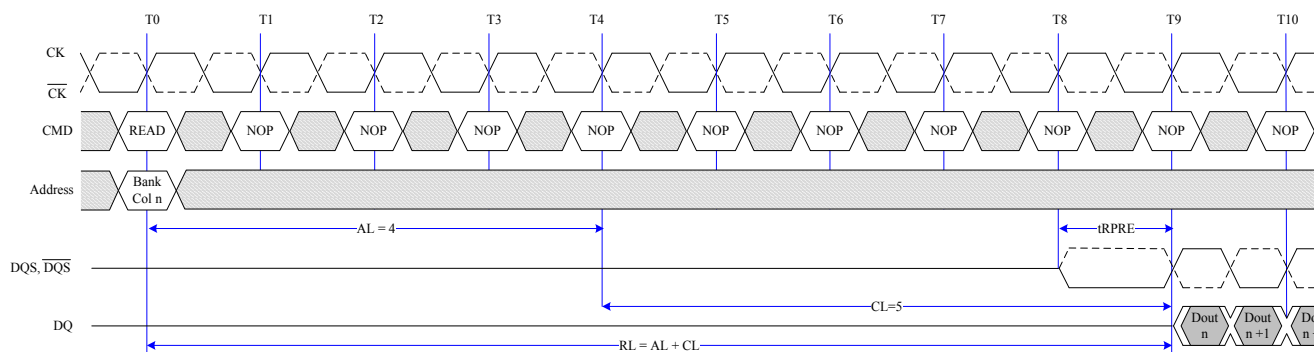 T0 T1 T2 T3 T4 T5 T6 T7 T8 T9 T10
CK
CK
CMD READ NOP NOP NOP NOP NOP NOP NOP NOP NOP NOP
Address Bank
Col n
AL = 4 tRPRE
DQS, DQS
CL=5
DQ Dout Dout
n n +1
RL = AL + CL